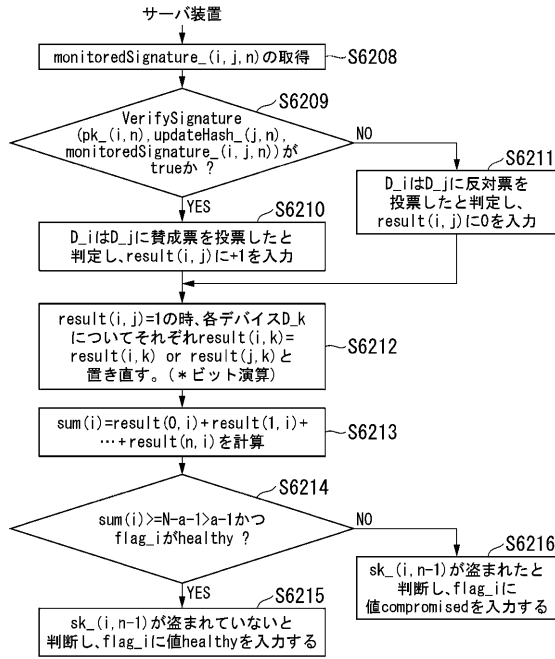 サーバ装置
monitoredSignature_(i,j,n)の取得
S6208
VerifySignature
(pk_(i,n),updateHash_(j,n),
monitoredSignature_(i,j,n))が
trueか ?
S6209
NO
YES
S6210
D_iはD_jに賛成票を投票したと
判定し、result(i,j)に+1を入力
S6211
D_iはD_jに反対票を
投票したと判定し、
result(i,j)に0を入力
result(i,j)=1の時、各デバイスD_k
についてそれぞれresult(i,k)=
result(i,k) or result(j,k)と
置き直す。(*ビット演算)
S6212
sum(i)=result(0,i)+result(1,i)+
…+result(n,i)を計算
S6213
S6214
sum(i)>=N-a-1>a-1かつ
flag_iがhealthy ?
NO
YES
S6215
sk_(i,n-1)が盗まれていないと
判断し、flag_iに値healthyを入力する
S6216
sk_(i,n-1)が盗まれたと
判断し、flag_iに
値compromisedを入力する